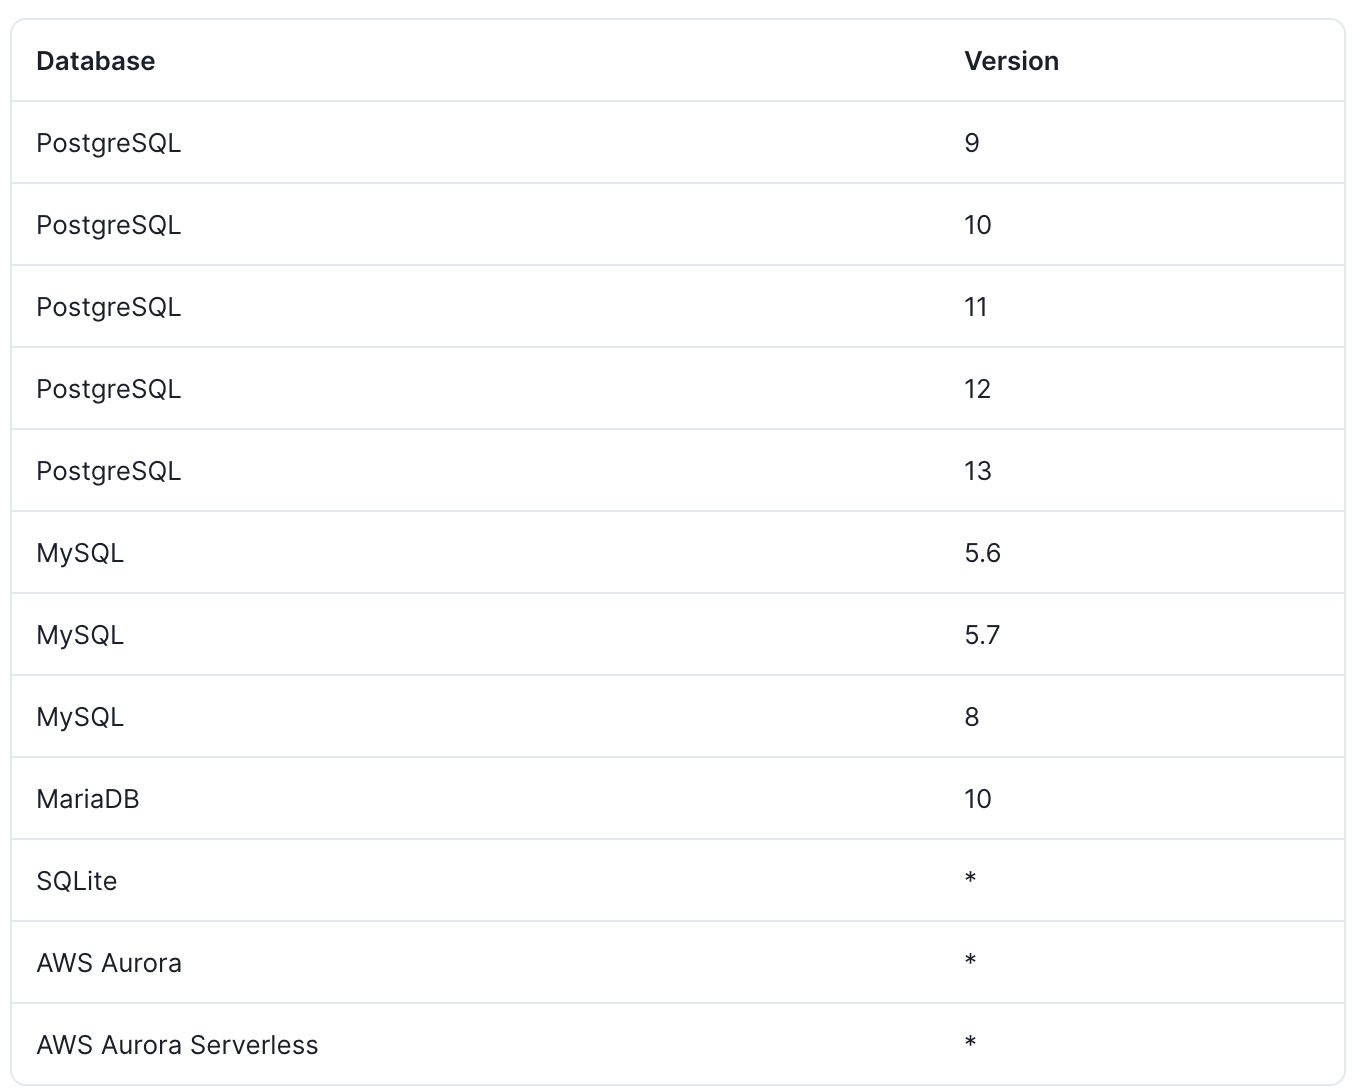 Database Version
PostgreSQL 9
PostgreSQL 10
PostgreSQL 11
PostgreSQL 12
PostgreSQL 13
MySQL 5.6
MySQL 5.7
MySQL 8
MariaDB 10
SQLite *
AWS Aurora *
AWS Aurora Serverless *